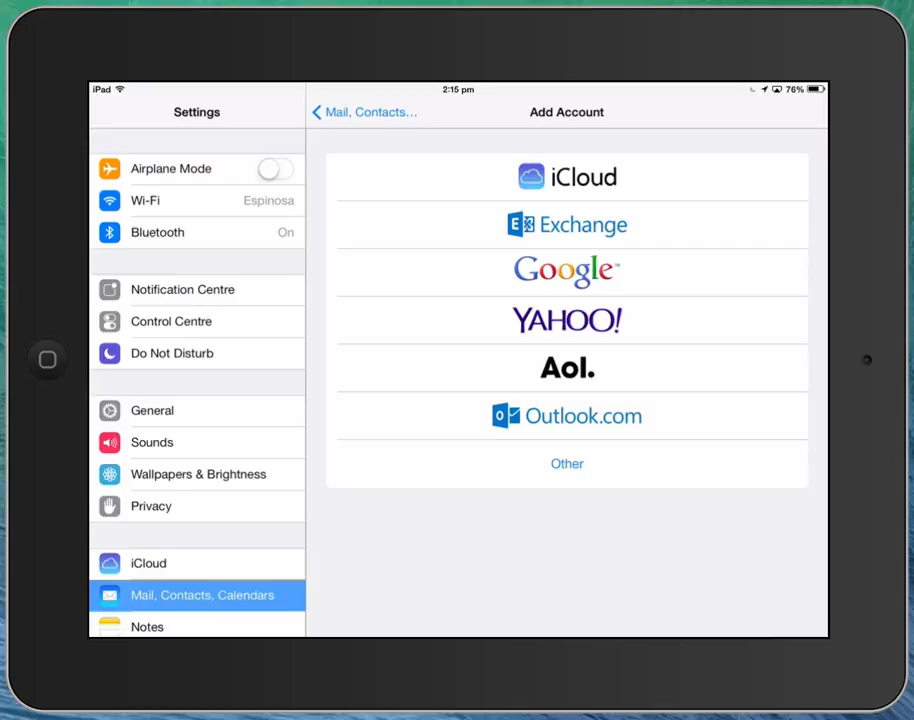 iPad
2:15 pm
76%
Settings
Mail, Contacts...
Add Account
Airplane Mode
Wi-Fi Espinosa
Bluetooth On
Notification Centre
Control Centre
Do Not Disturb
General
Sounds
Wallpapers & Brightness
Privacy
iCloud
Mail, Contacts, Calendars
Notes
iCloud
Exchange
Google™
YAHOO!
Aol.
Outlook.com
Other